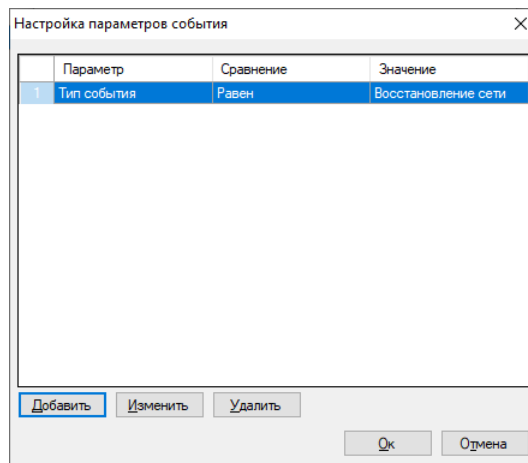 Настройка параметров события
Параметр Сравнение Значение
1 Тип события Равен Восстановление сети
Добавить Изменить Удалить
Ок Отмена